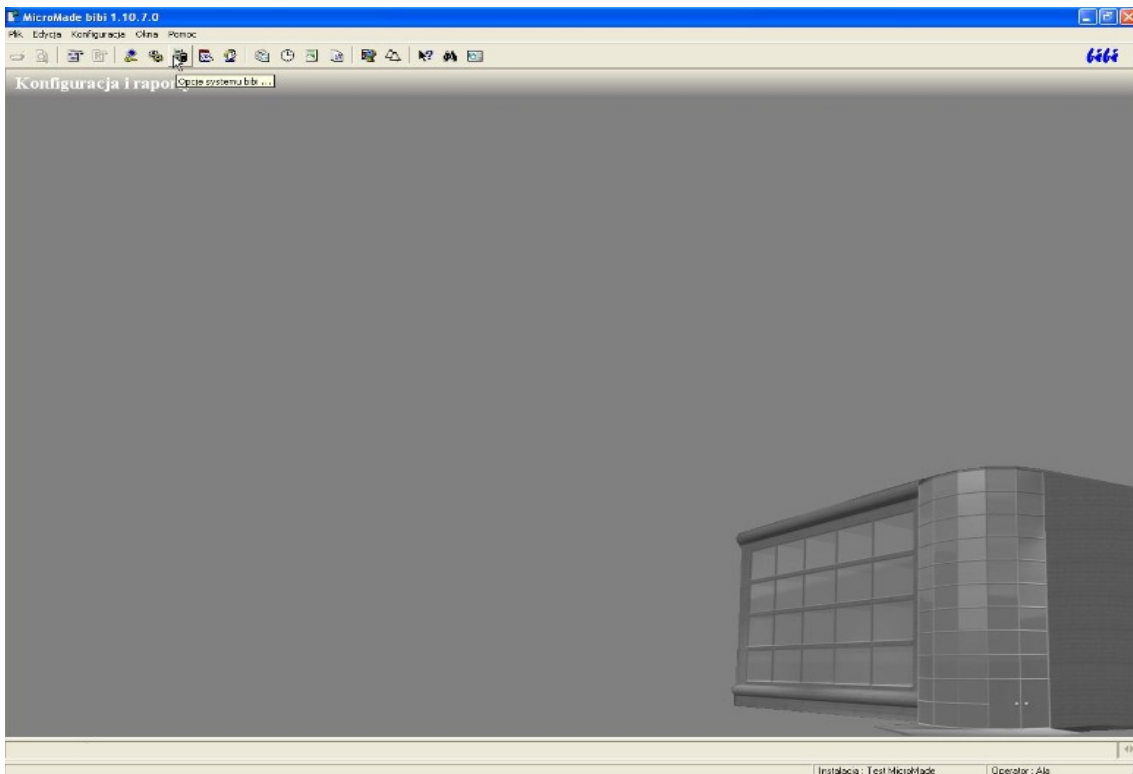 MicroMade bibi 1.10.7.0
Plik Edycja Konfiguracja Okna Pomoc
bibi
Konfiguracja i rapor
Opcje systemu bibi ...
Instalacja : Test MicroMade Operator : Ala